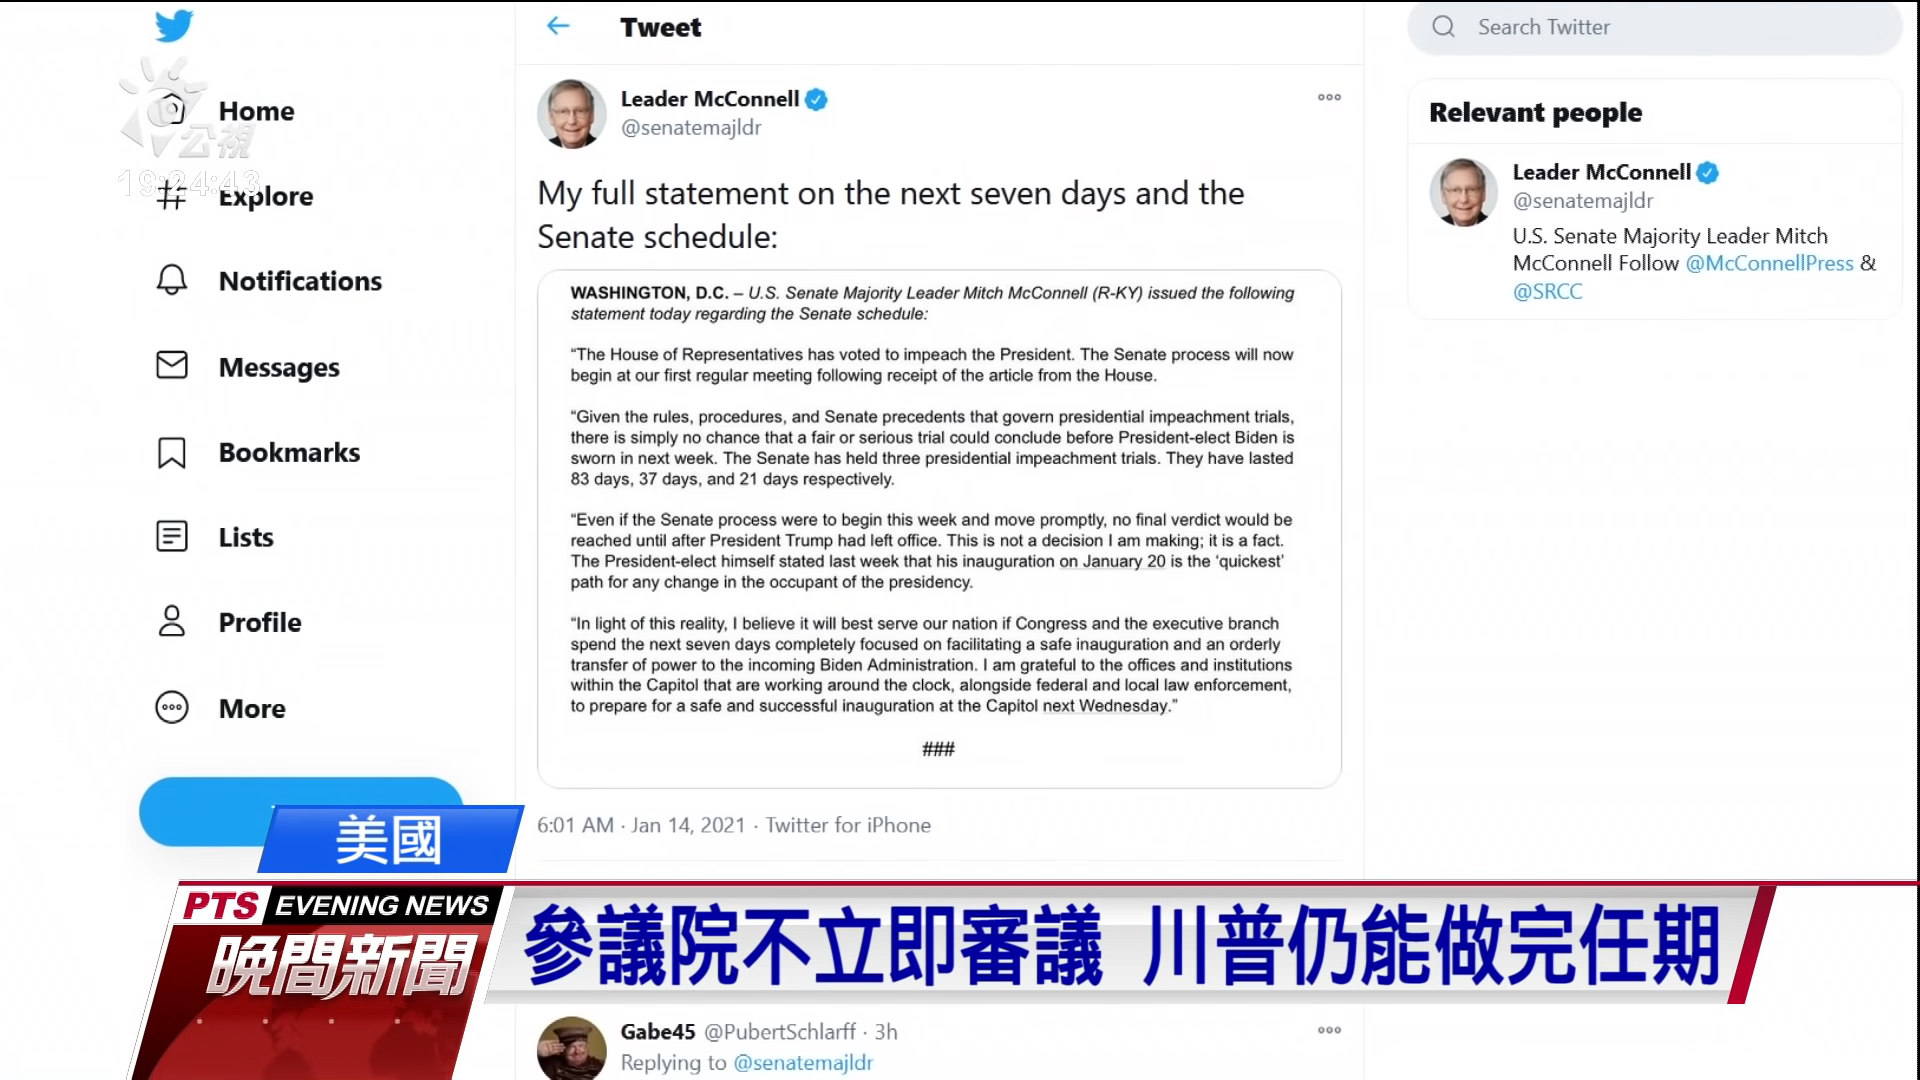 Tweet
Search Twitter
公視
19:24:43
Home
Explore
Notifications
Messages
Bookmarks
Lists
Profile
More
Leader McConnell
@senatemajldr
My full statement on the next seven days and the
Senate schedule:
WASHINGTON, D.C. – U.S. Senate Majority Leader Mitch McConnell (R-KY) issued the following
statement today regarding the Senate schedule:
“The House of Representatives has voted to impeach the President. The Senate process will now
begin at our first regular meeting following receipt of the article from the House.
“Given the rules, procedures, and Senate precedents that govern presidential impeachment trials,
there is simply no chance that a fair or serious trial could conclude before President-elect Biden is
sworn in next week. The Senate has held three presidential impeachment trials. They have lasted
83 days, 37 days, and 21 days respectively.
“Even if the Senate process were to begin this week and move promptly, no final verdict would be
reached until after President Trump had left office. This is not a decision I am making; it is a fact.
The President-elect himself stated last week that his inauguration on January 20 is the ‘quickest’
path for any change in the occupant of the presidency.
“In light of this reality, I believe it will best serve our nation if Congress and the executive branch
spend the next seven days completely focused on facilitating a safe inauguration and an orderly
transfer of power to the incoming Biden Administration. I am grateful to the offices and institutions
within the Capitol that are working around the clock, alongside federal and local law enforcement,
to prepare for a safe and successful inauguration at the Capitol next Wednesday.”
###
6:01 AM · Jan 14, 2021 · Twitter for iPhone
Relevant people
Leader McConnell
@senatemajldr
U.S. Senate Majority Leader Mitch
McConnell Follow @McConnellPress &
@SRCC
美國
PTS EVENING NEWS
晚間新聞
參議院不立即審議 川普仍能做完任期
Gabe45 @PubertSchlarff · 3h
Replying to @senatemajldr